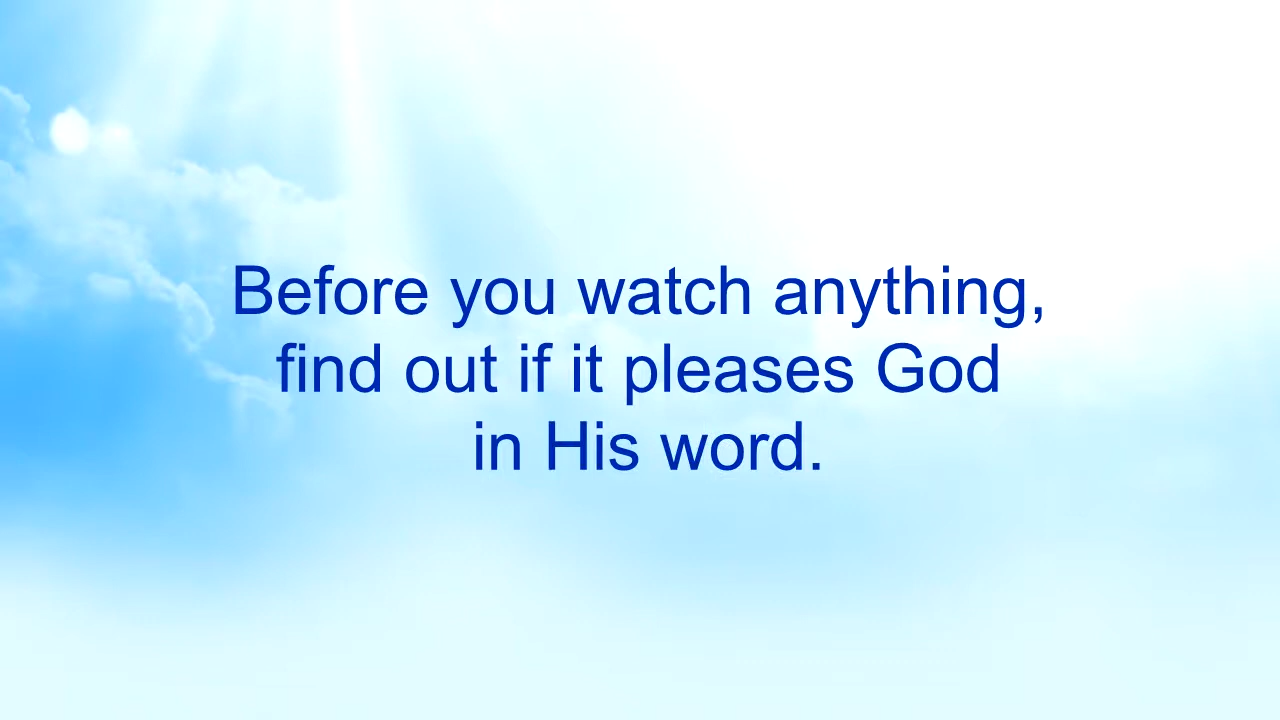 Before you watch anything,
find out if it pleases God
in His word.